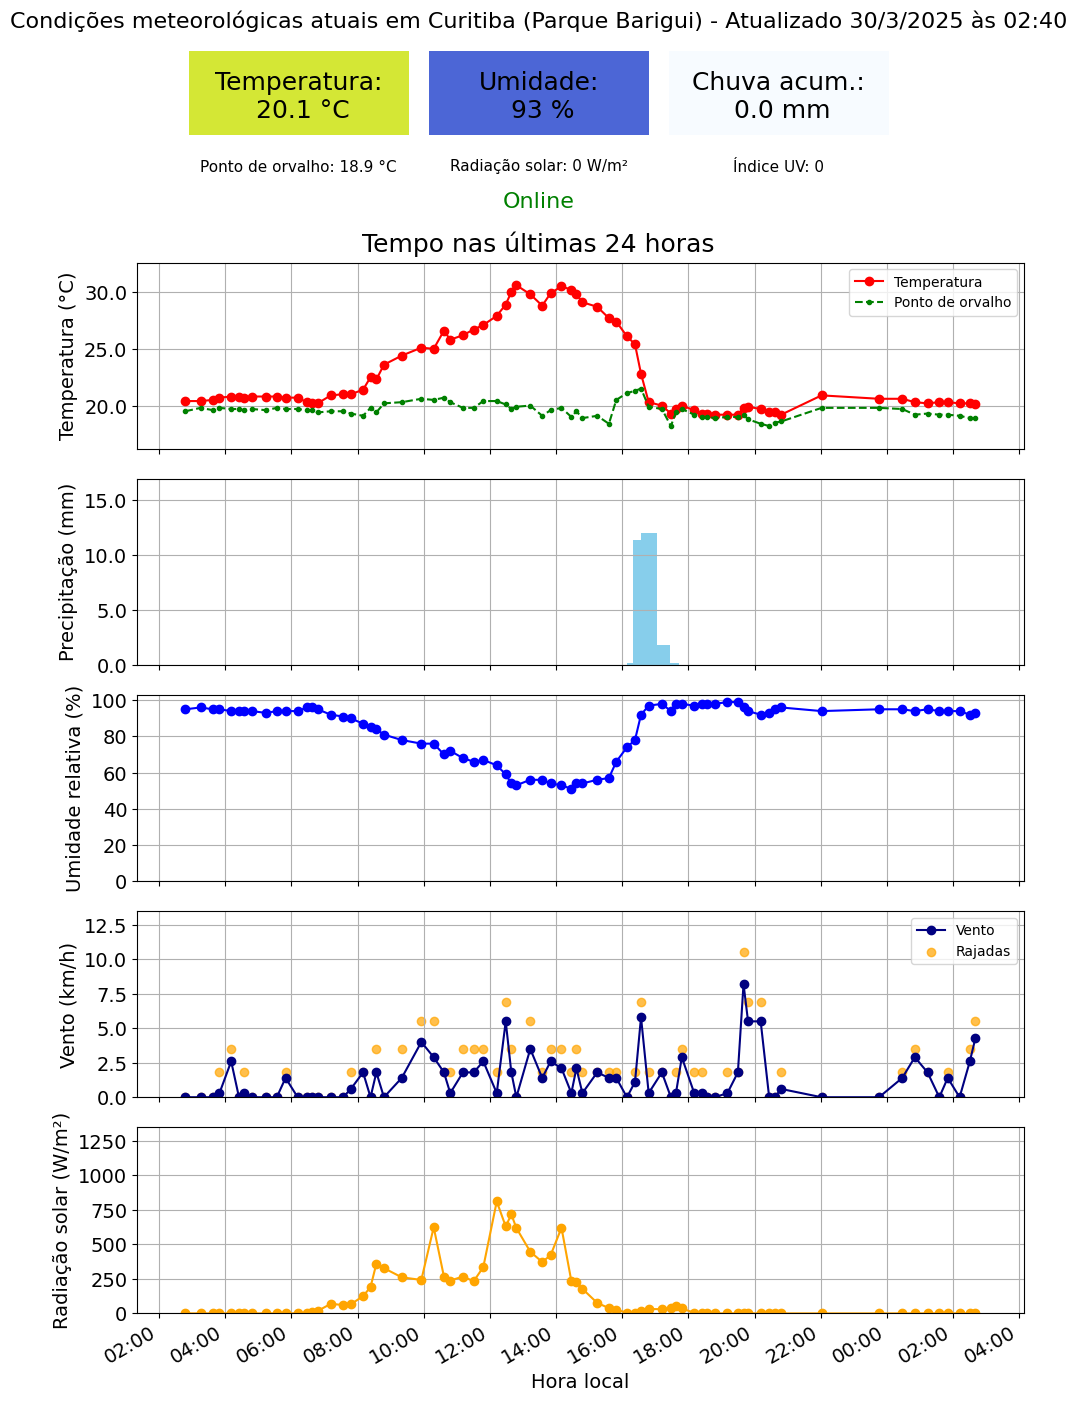 Condições meteorológicas atuais em Curitiba (Parque Barigui) - Atualizado 30/3/2025 às 02:40
Temperatura:
20.1 °C
Umidade:
93 %
Chuva acum.:
0.0 mm
Ponto de orvalho: 18.9 °C
Radiação solar: 0 W/m²
Índice UV: 0
Online
Tempo nas últimas 24 horas
Temperatura (°C)
30.0
25.0
20.0
Temperatura
Ponto de orvalho
Precipitação (mm)
15.0
10.0
5.0
0.0
Umidade relativa (%)
100
80
60
40
20
0
Vento (km/h)
12.5
10.0
7.5
5.0
2.5
0.0
Vento
Rajadas
Radiação solar (W/m²)
1250
1000
750
500
250
0
02:00
04:00
06:00
08:00
10:00
12:00
14:00
16:00
18:00
20:00
22:00
00:00
02:00
04:00
Hora local